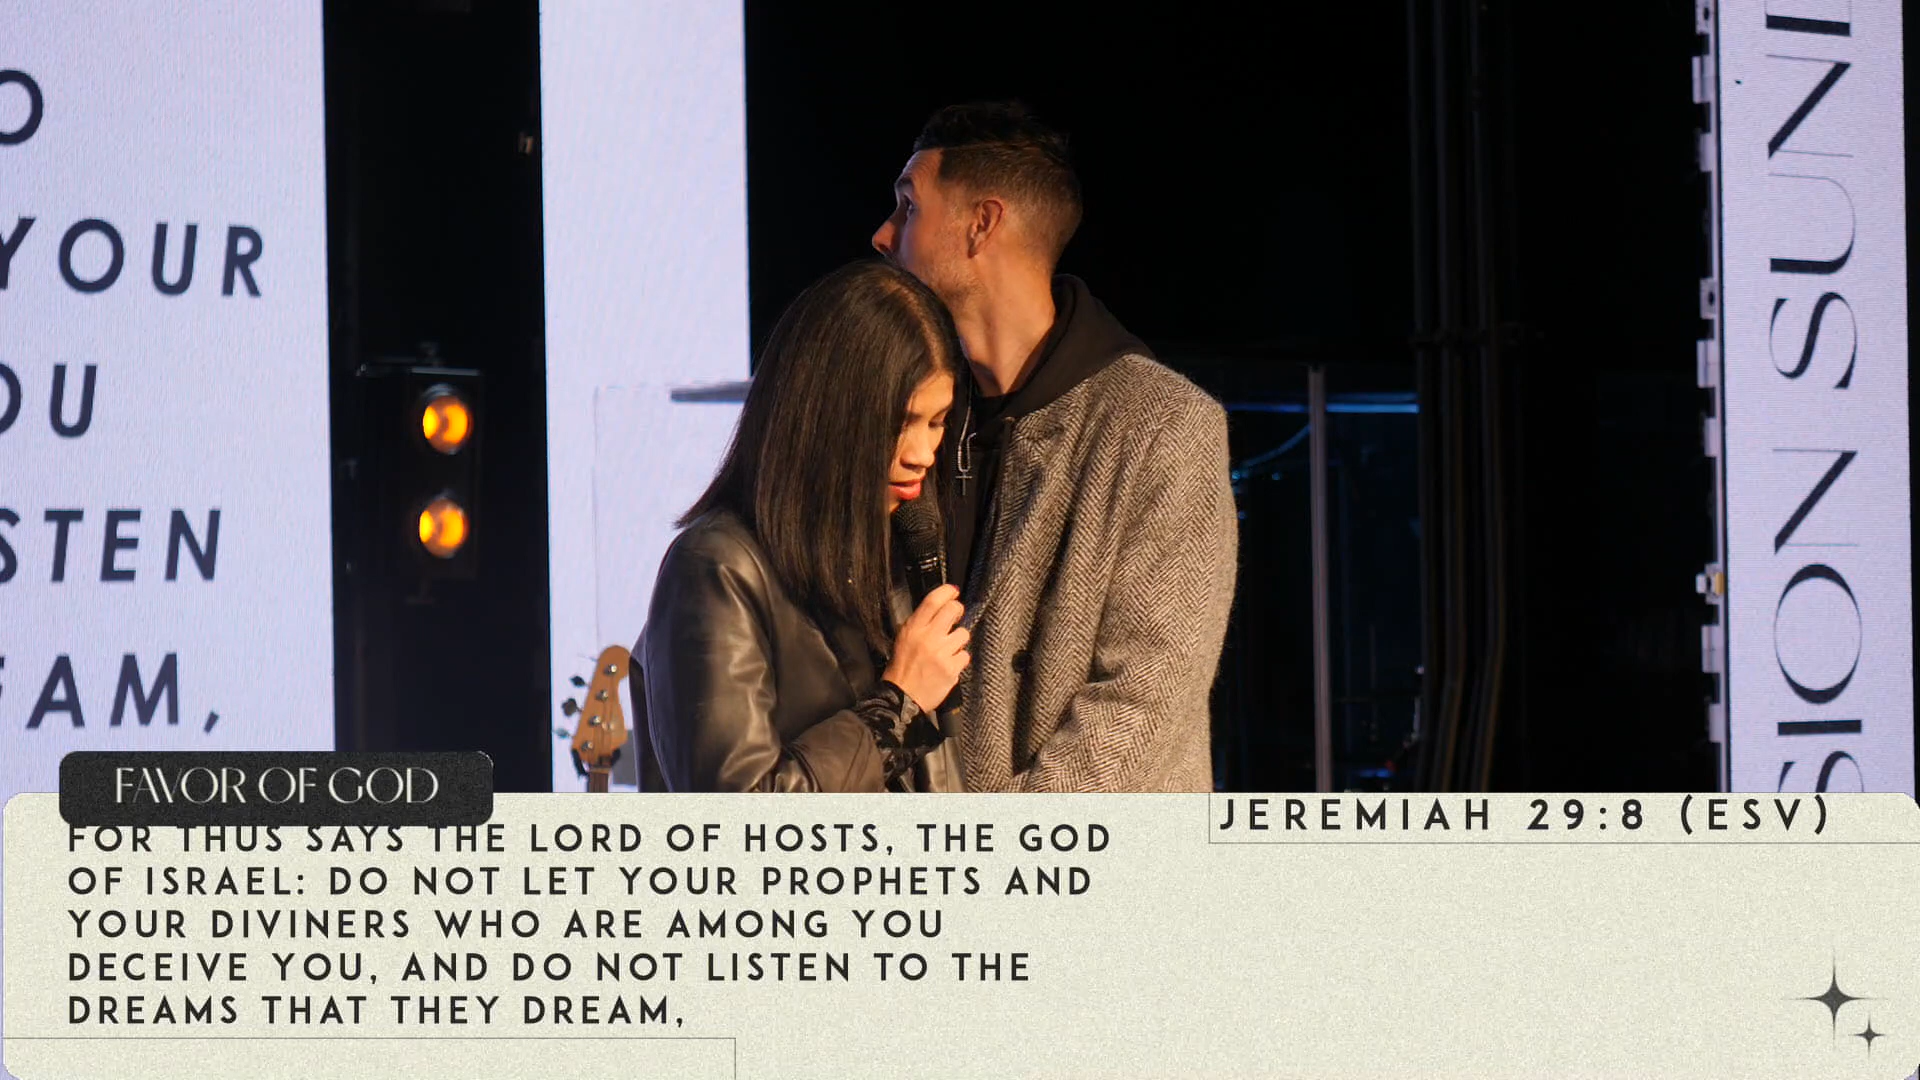 O
YOUR
OU
STEN
AM,
SION SUN
FAVOR OF GOD
JEREMIAH 29:8 (ESV)
FOR THUS SAYS THE LORD OF HOSTS, THE GOD
OF ISRAEL: DO NOT LET YOUR PROPHETS AND
YOUR DIVINERS WHO ARE AMONG YOU
DECEIVE YOU, AND DO NOT LISTEN TO THE
DREAMS THAT THEY DREAM,